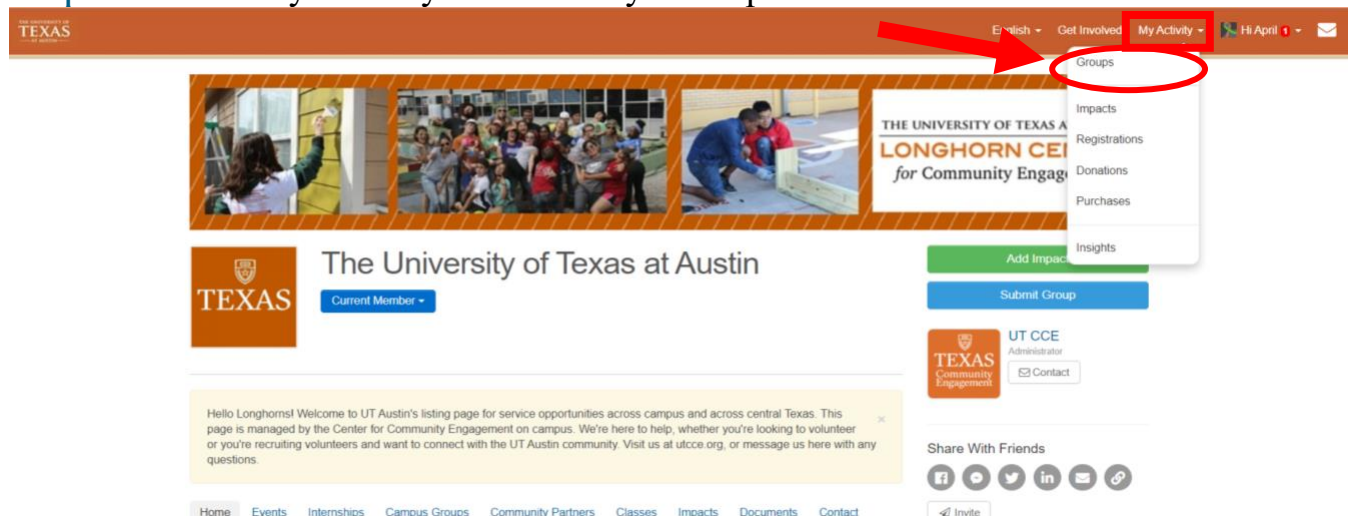 THE UNIVERSITY OF
TEXAS
AT AUSTIN
English Get Involved My Activity Hi April 1
Groups
Impacts
Registrations
Donations
Purchases
Insights
THE UNIVERSITY OF TEXAS A
LONGHORN CE
for Community Engag
TEXAS
The University of Texas at Austin
Current Member
Add Impac
Submit Group
TEXAS
Community
Engagement
UT CCE
Administrator
Contact
Hello Longhorns! Welcome to UT Austin's listing page for service opportunities across campus and across central Texas. This
page is managed by the Center for Community Engagement on campus. We're here to help, whether you're looking to volunteer
or you're recruiting volunteers and want to connect with the UT Austin community. Visit us at utcce.org, or message us here with any
questions.
×
Share With Friends
Invite
Home Events Internships Campus Groups Community Partners Classes Impacts Documents Contact